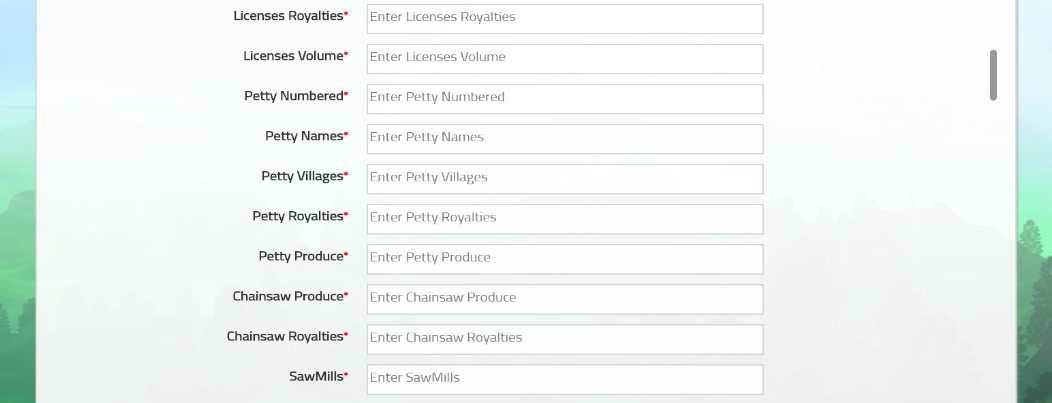 Licenses Royalties* Enter Licenses Royalties
Licenses Volume* Enter Licenses Volume
Petty Numbered* Enter Petty Numbered
Petty Names* Enter Petty Names
Petty Villages* Enter Petty Villages
Petty Royalties* Enter Petty Royalties
Petty Produce* Enter Petty Produce
Chainsaw Produce* Enter Chainsaw Produce
Chainsaw Royalties* Enter Chainsaw Royalties
SawMills* Enter SawMills